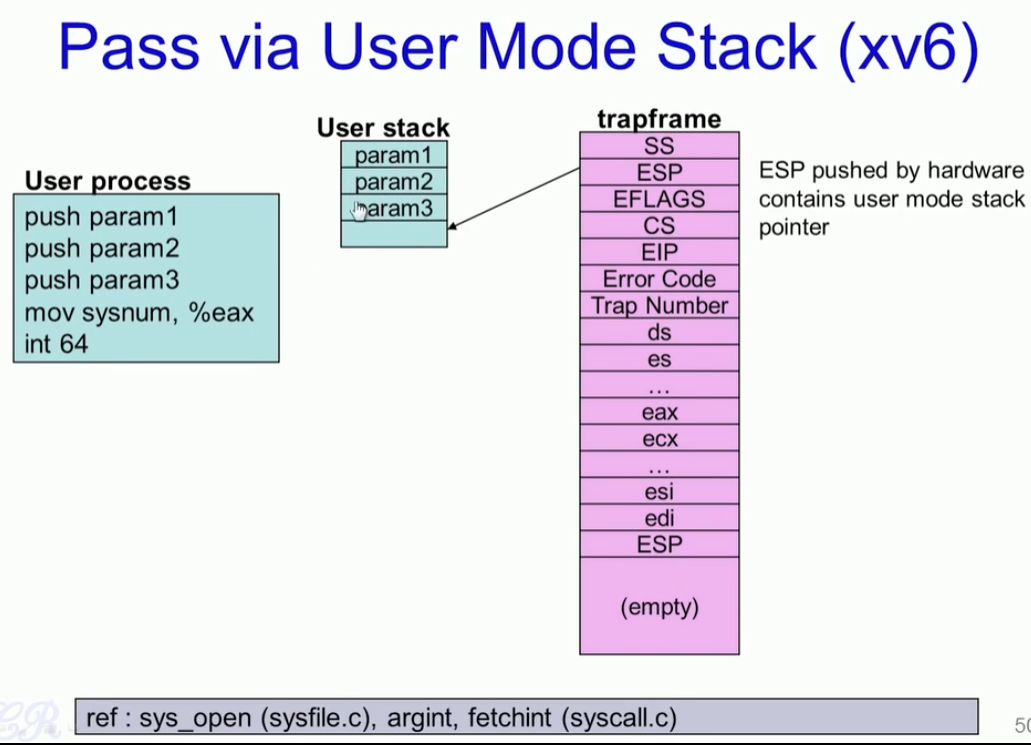 Pass via User Mode Stack (xv6)
User process
push param1
push param2
push param3
mov sysnum, %eax
int 64
User stack
param1
param2
param3
trapframe
SS
ESP
EFLAGS
CS
EIP
Error Code
Trap Number
ds
es
...
eax
ecx
...
esi
edi
ESP
(empty)
ESP pushed by hardware
contains user mode stack
pointer
ref : sys_open (sysfile.c), argint, fetchint (syscall.c)